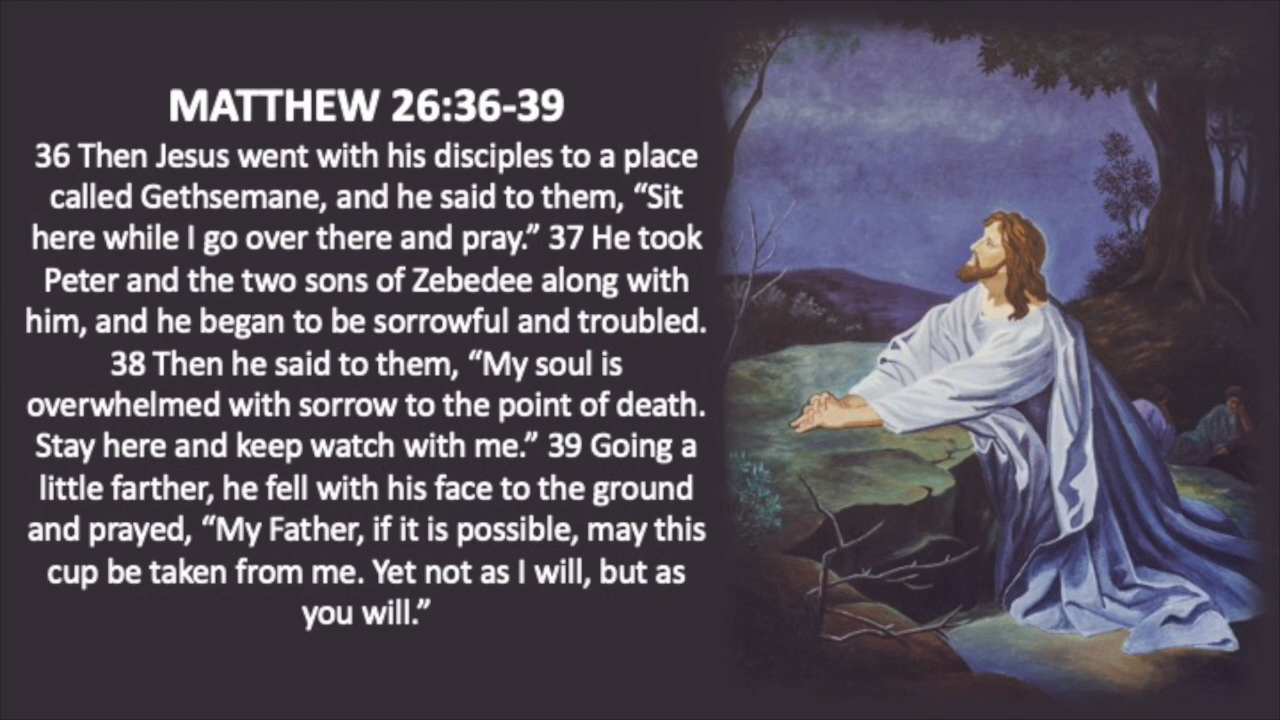 MATTHEW 26:36-39
36 Then Jesus went with his disciples to a place
called Gethsemane, and he said to them, “Sit
here while I go over there and pray.” 37 He took
Peter and the two sons of Zebedee along with
him, and he began to be sorrowful and troubled.
38 Then he said to them, “My soul is
overwhelmed with sorrow to the point of death.
Stay here and keep watch with me.” 39 Going a
little farther, he fell with his face to the ground
and prayed, “My Father, if it is possible, may this
cup be taken from me. Yet not as I will, but as
you will.”